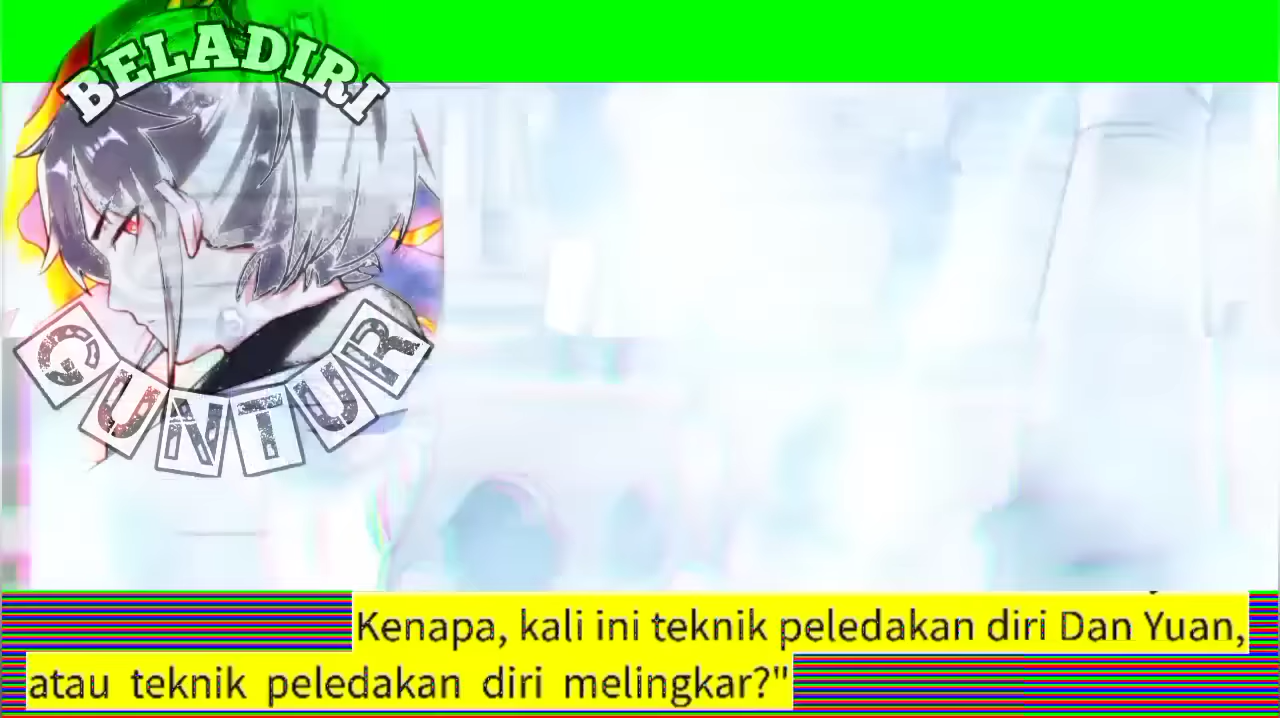 BELADIRI
GUNTUR
Kenapa, kali ini teknik peledakan diri Dan Yuan,
atau teknik peledakan diri melingkar?"